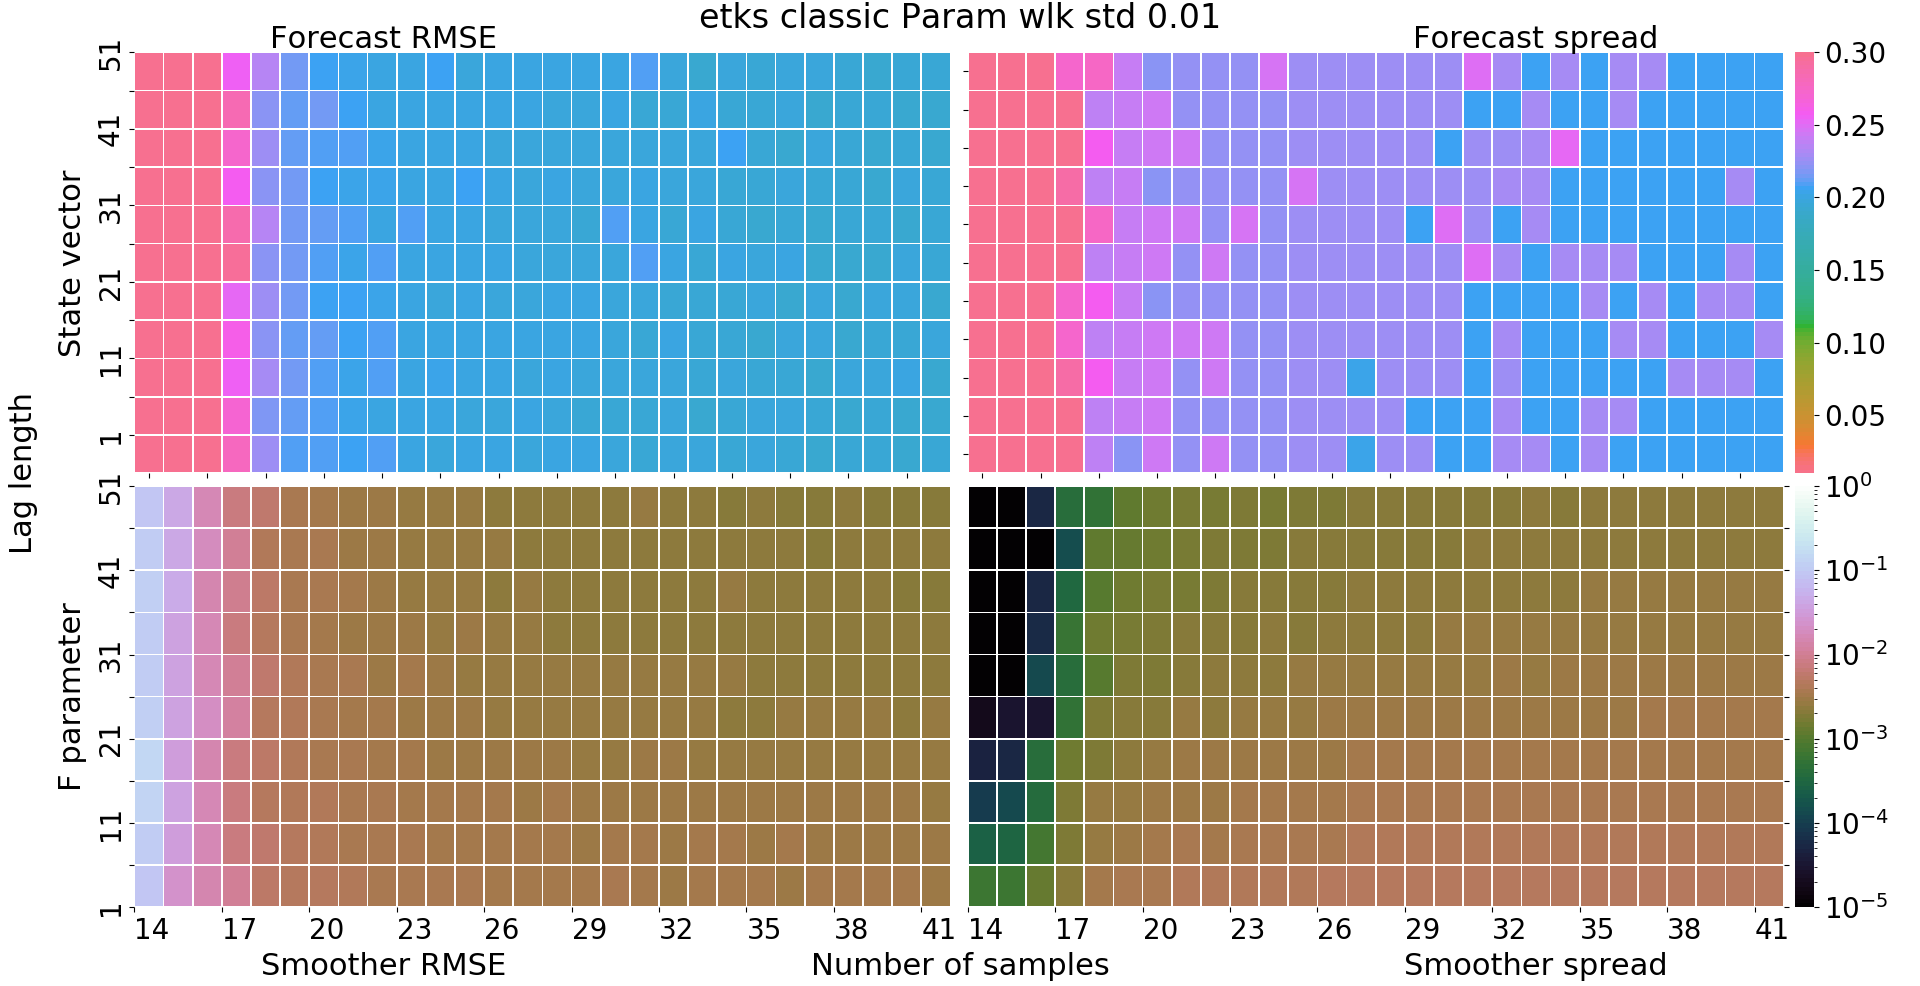 etks classic Param wlk std 0.01
Forecast RMSE
Forecast spread
State vector
51
41
31
21
11
1
0.30
0.25
0.20
0.15
0.10
0.05
0
Lag length
F parameter
51
41
31
21
11
1
10⁰
10⁻¹
10⁻²
10⁻³
10⁻⁴
10⁻⁵
14 17 20 23 26 29 32 35 38 41
14 17 20 23 26 29 32 35 38 41
Smoother RMSE
Number of samples
Smoother spread